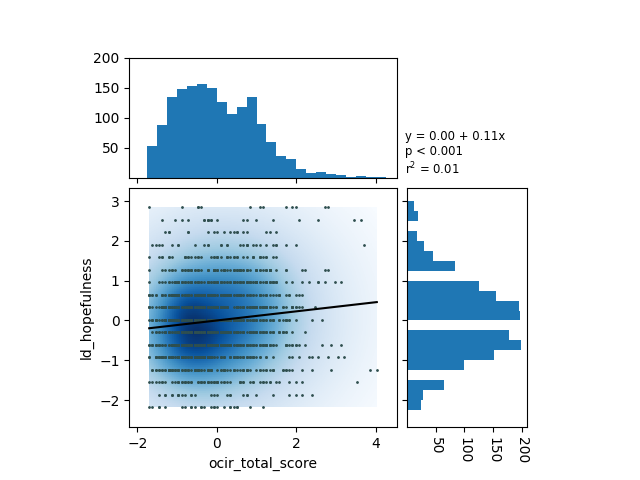 200
150
100
50
y = 0.00 + 0.11x
p < 0.001
r² = 0.01
3
2
1
0
−1
−2
ld_hopefulness
−2 0 2 4
ocir_total_score
50 100 150 200